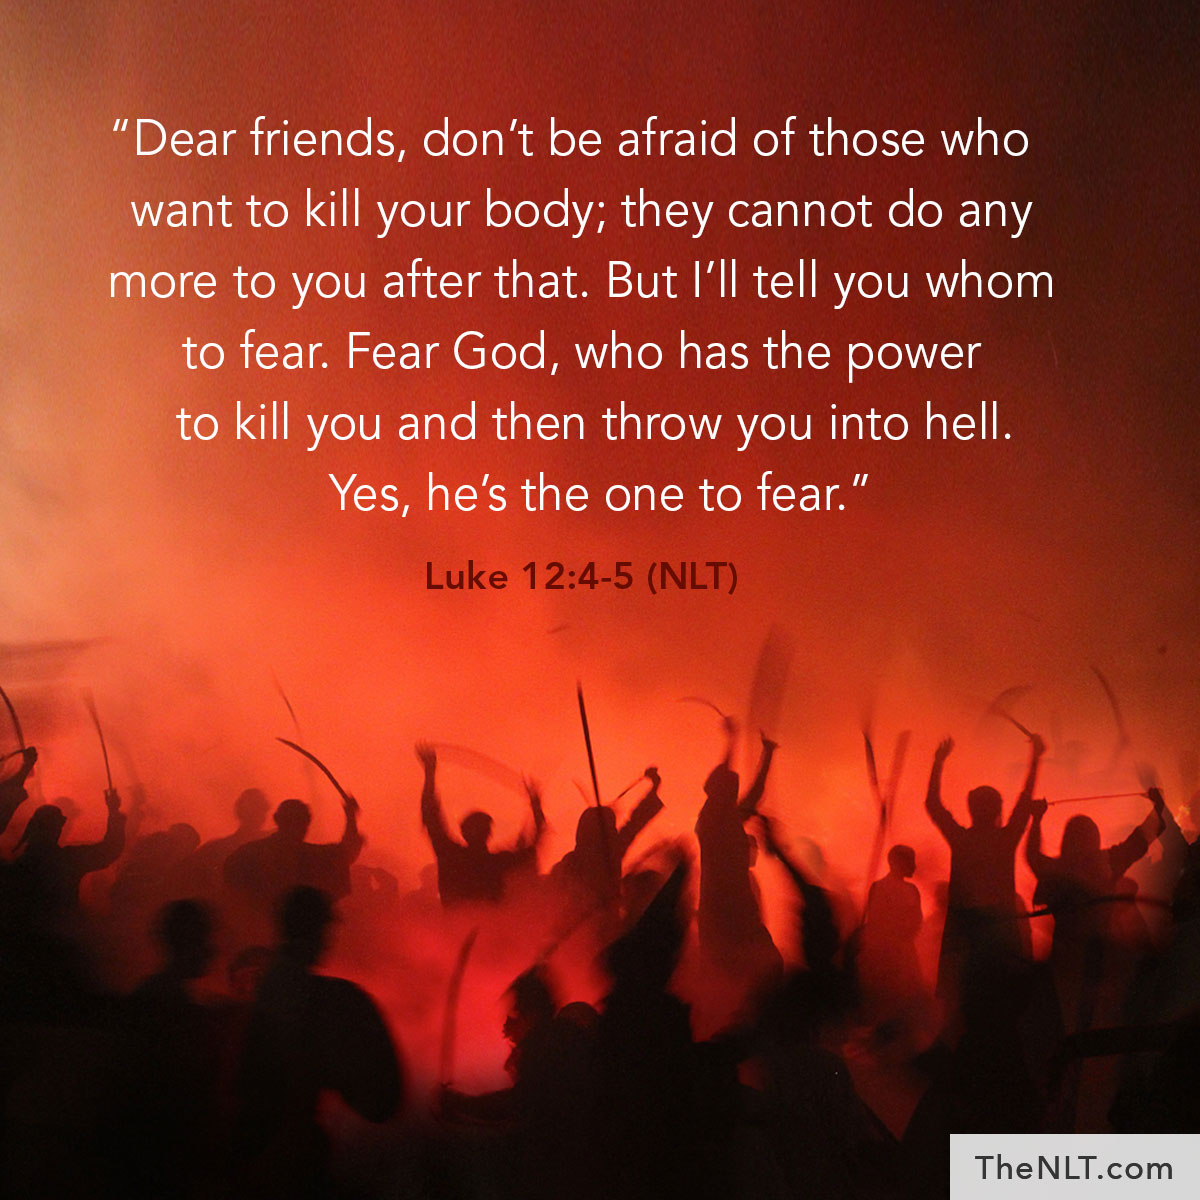 “Dear friends, don’t be afraid of those who
want to kill your body; they cannot do any
more to you after that. But I’ll tell you whom
to fear. Fear God, who has the power
to kill you and then throw you into hell.
Yes, he’s the one to fear.”
Luke 12:4-5 (NLT)
TheNLT.com